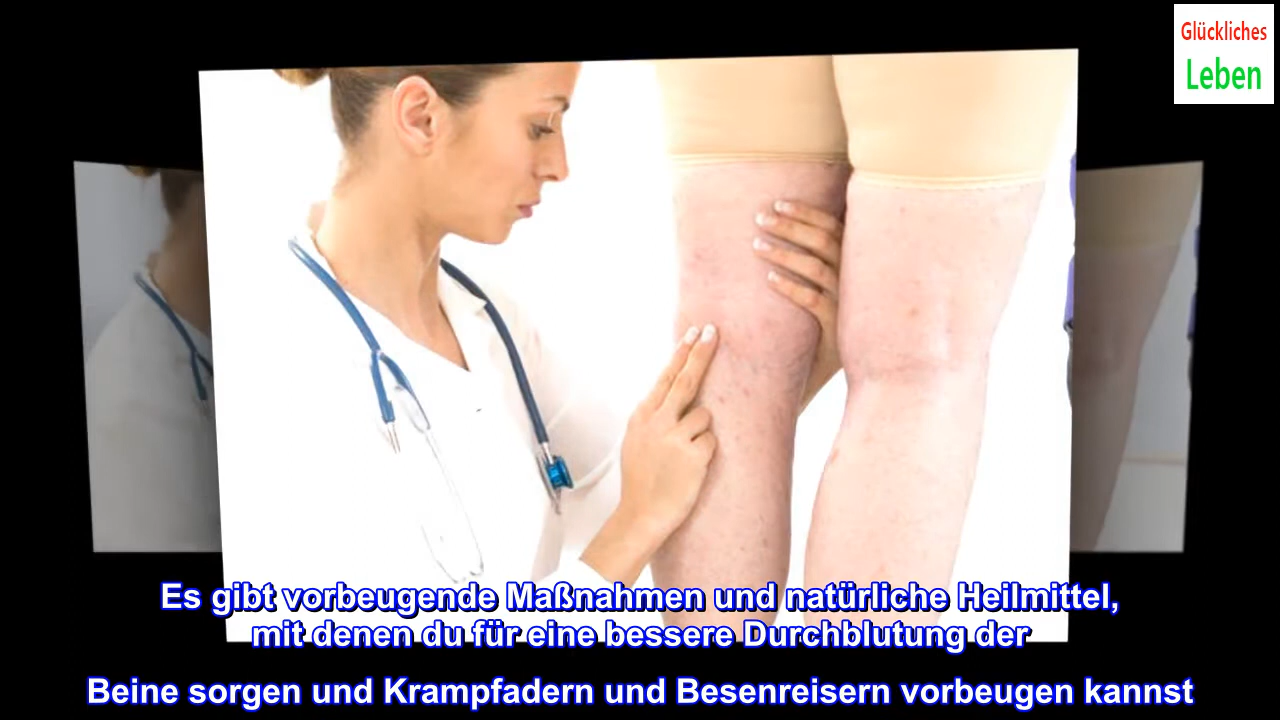 Glückliches
Leben
Es gibt vorbeugende Maßnahmen und natürliche Heilmittel,
mit denen du für eine bessere Durchblutung der
Beine sorgen und Krampfadern und Besenreisern vorbeugen kannst